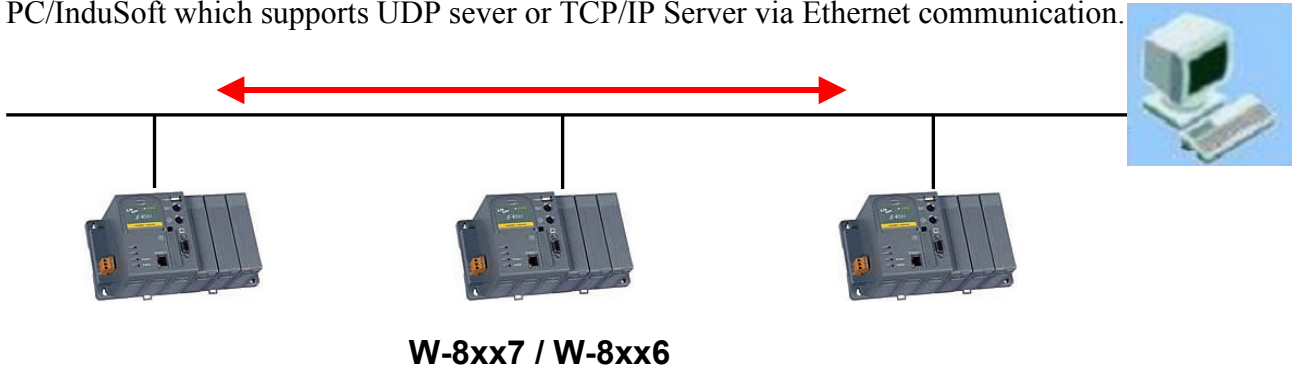 PC/InduSoft which supports UDP sever or TCP/IP Server via Ethernet communication.
W-8xx7 / W-8xx6